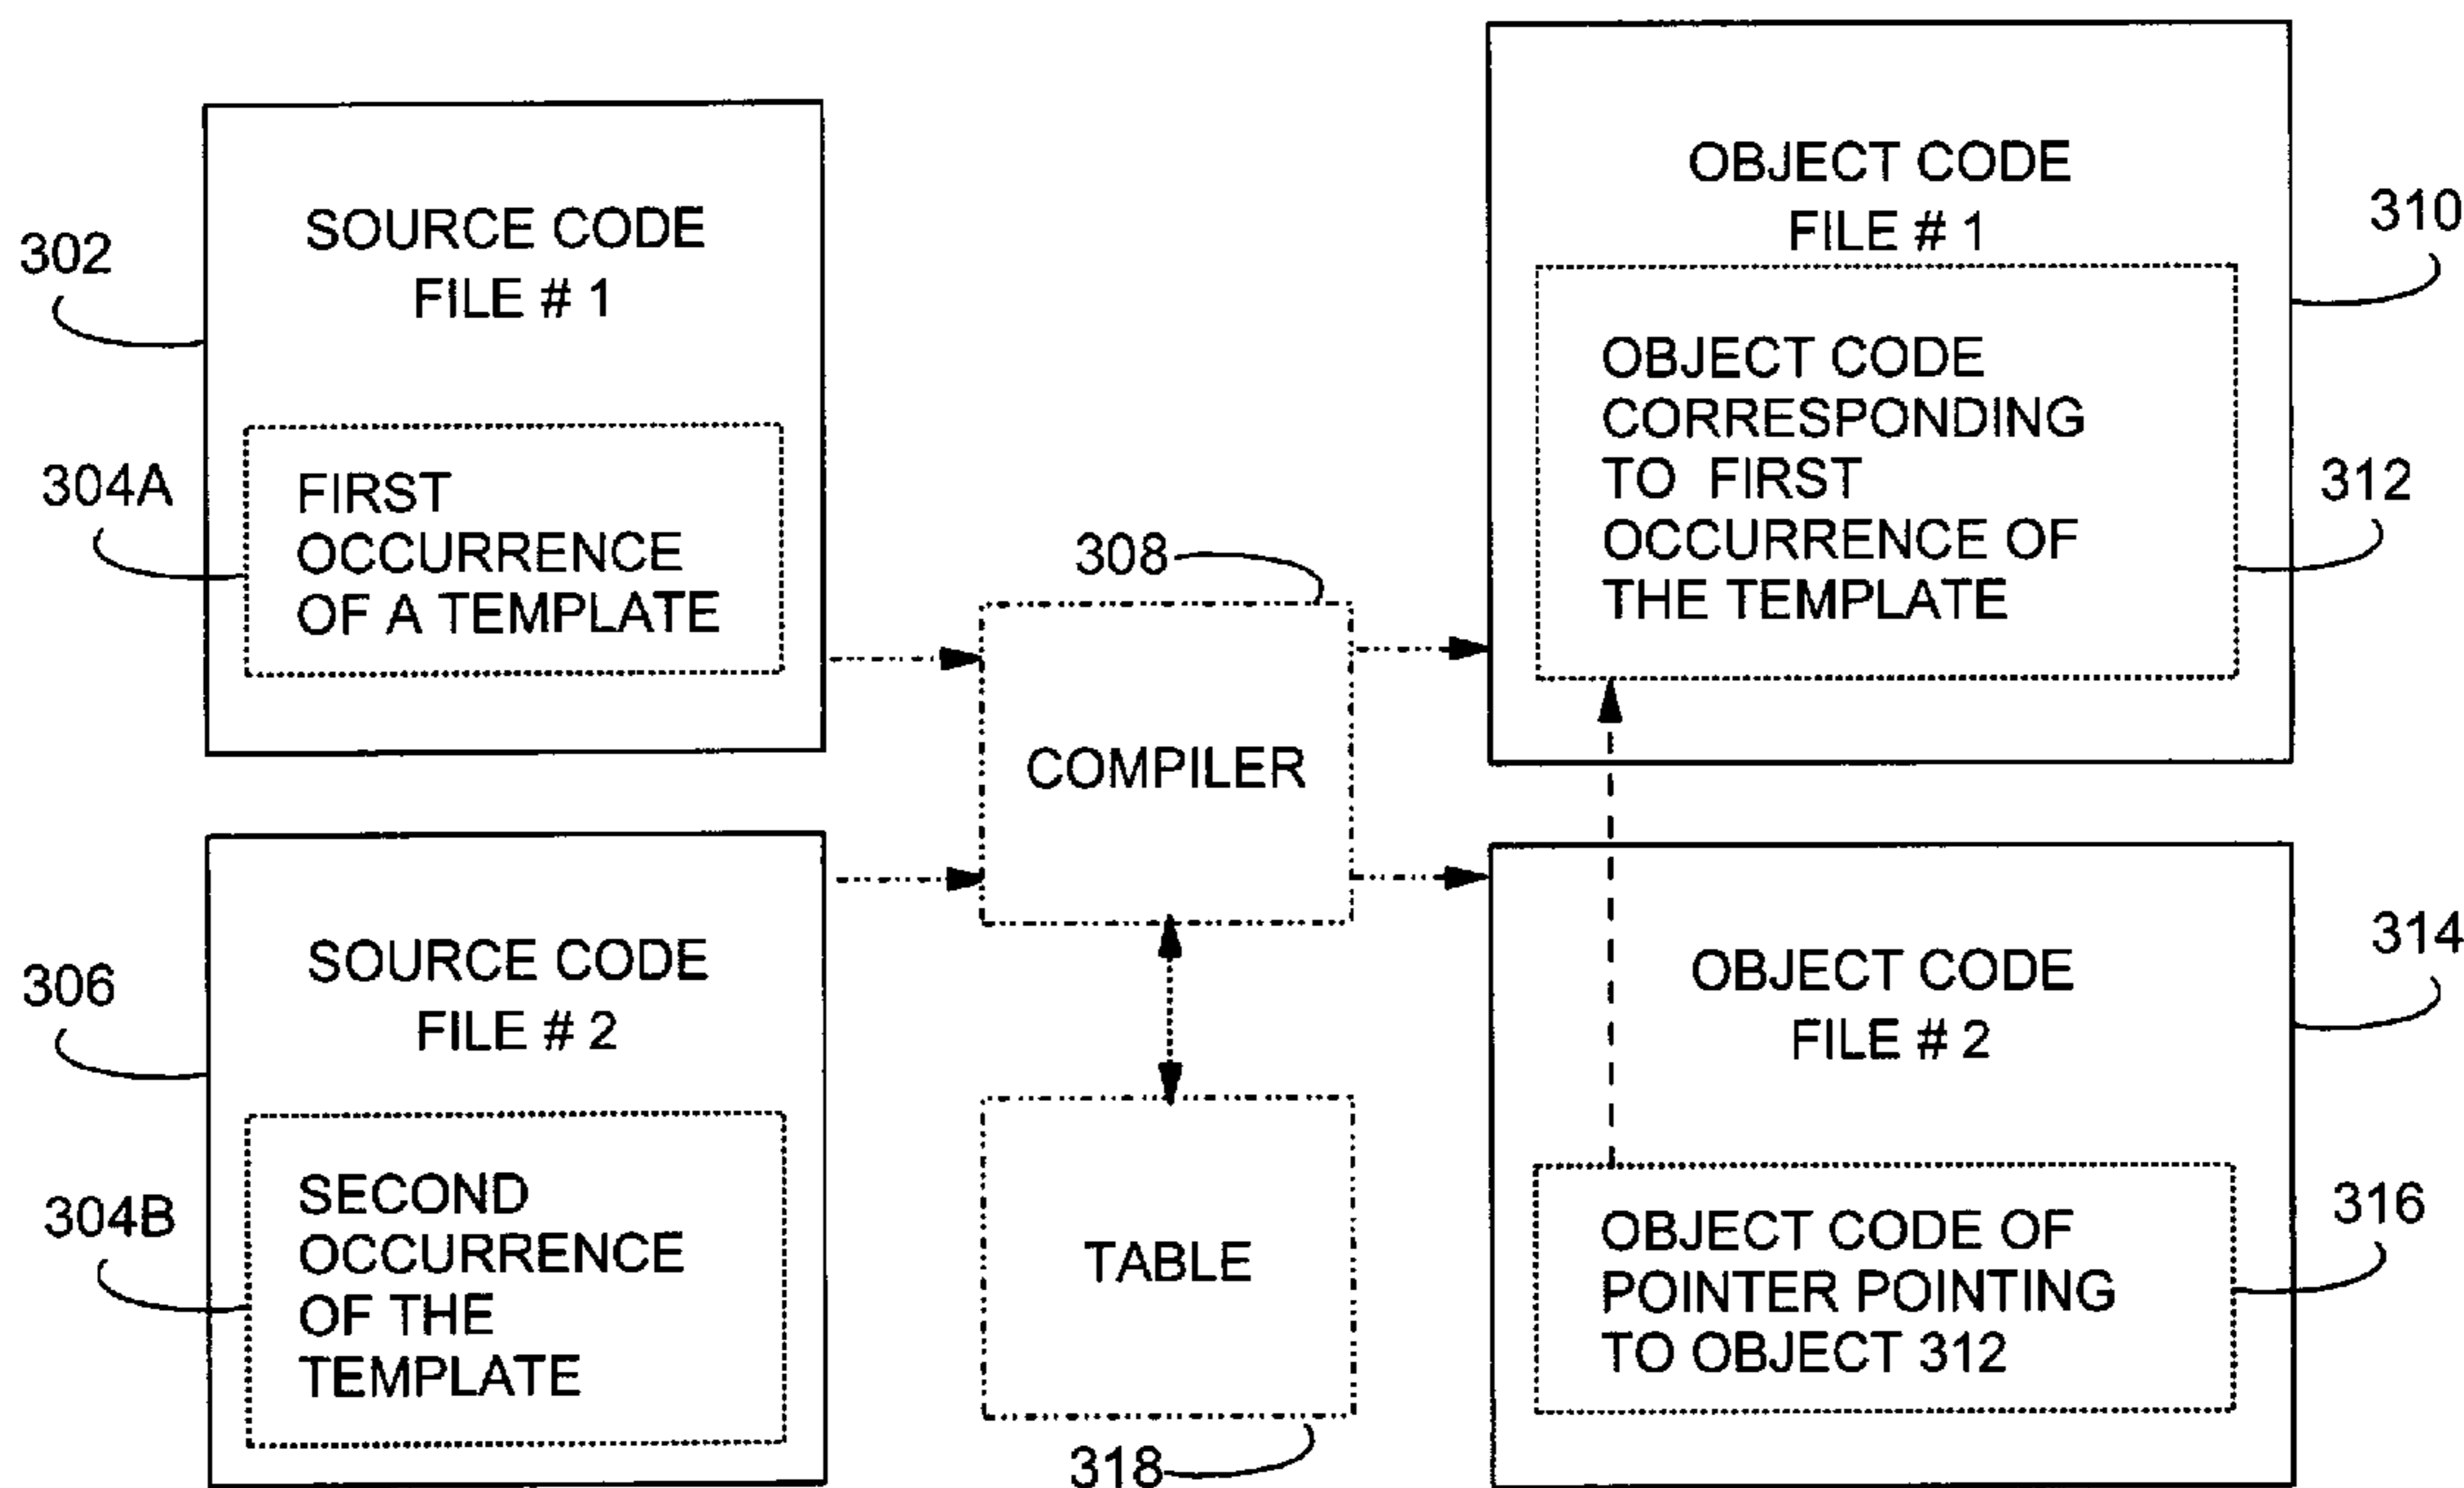 302
SOURCE CODE
FILE # 1
304A
FIRST
OCCURRENCE
OF A TEMPLATE
306
SOURCE CODE
FILE # 2
304B
SECOND
OCCURRENCE
OF THE
TEMPLATE
308
COMPILER
TABLE
318
OBJECT CODE
FILE # 1
310
OBJECT CODE
CORRESPONDING
TO FIRST
OCCURRENCE OF
THE TEMPLATE
312
OBJECT CODE
FILE # 2
314
OBJECT CODE OF
POINTER POINTING
TO OBJECT 312
316